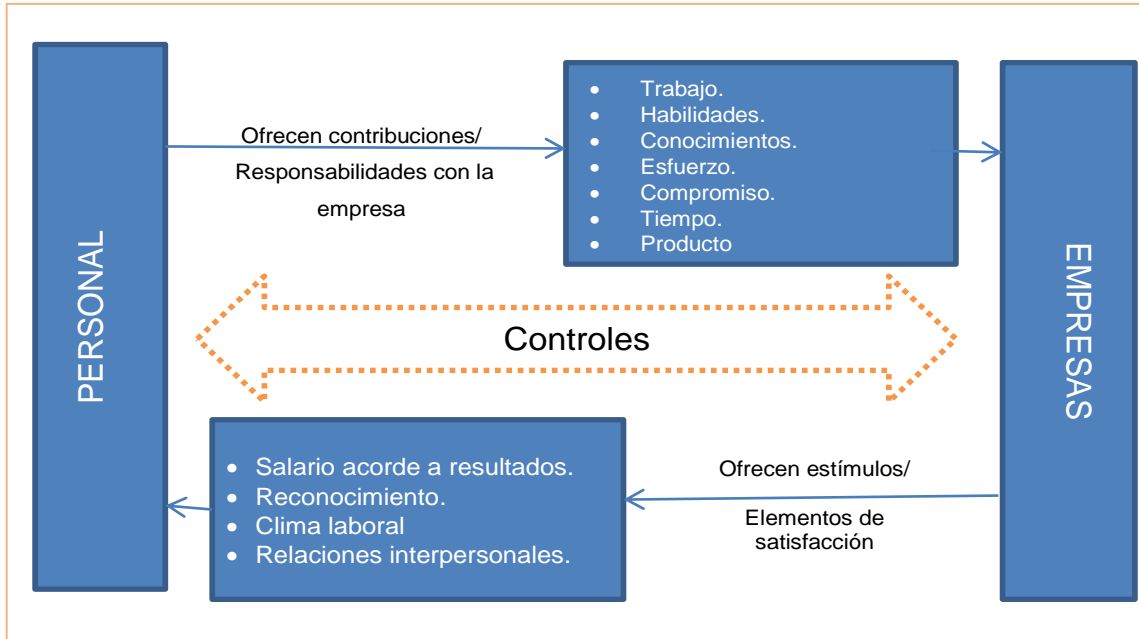 PERSONAL
Ofrecen contribuciones/
Responsabilidades con la
empresa
• Trabajo.
• Habilidades.
• Conocimientos.
• Esfuerzo.
• Compromiso.
• Tiempo.
• Producto
EMPRESAS
Controles
• Salario acorde a resultados.
• Reconocimiento.
• Clima laboral
• Relaciones interpersonales.
Ofrecen estímulos/
Elementos de
satisfacción